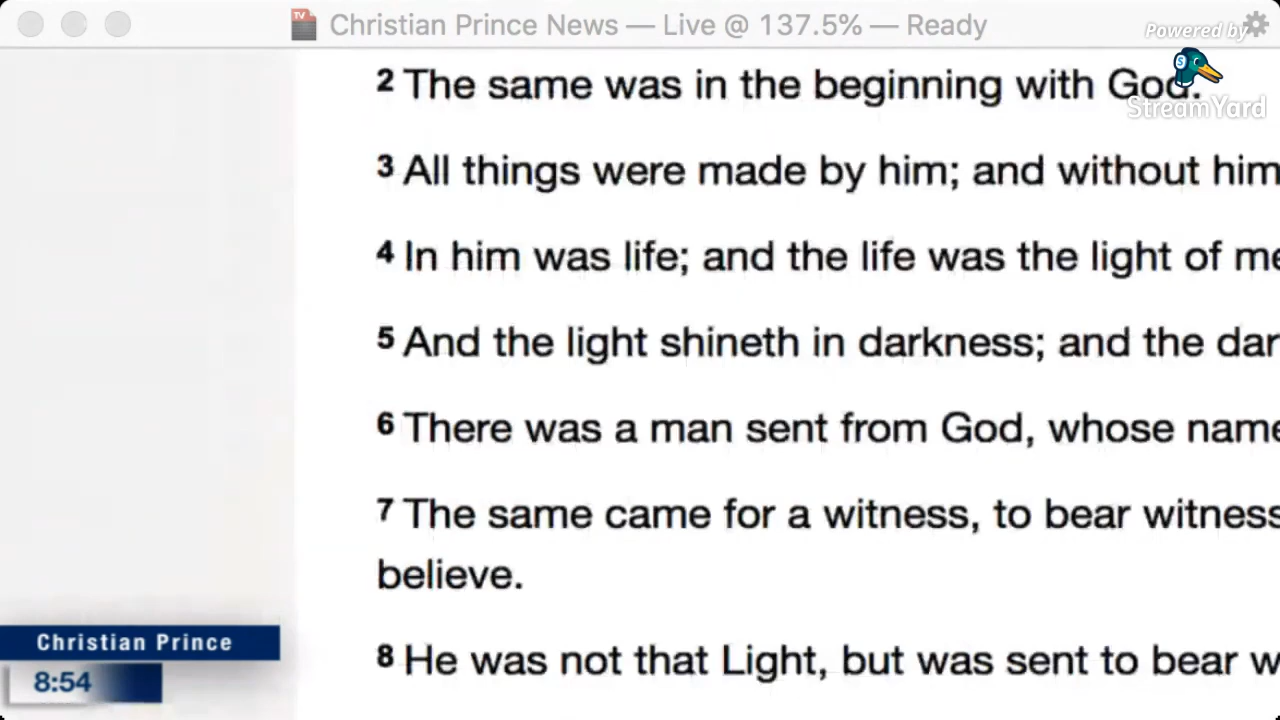 TV Christian Prince News — Live @ 137.5% — Ready
Powered by
StreamYard
2 The same was in the beginning with God.
3 All things were made by him; and without him
4 In him was life; and the life was the light of me
5 And the light shineth in darkness; and the dar
6 There was a man sent from God, whose name
7 The same came for a witness, to bear witness
believe.
8 He was not that Light, but was sent to bear w
Christian Prince
8:54